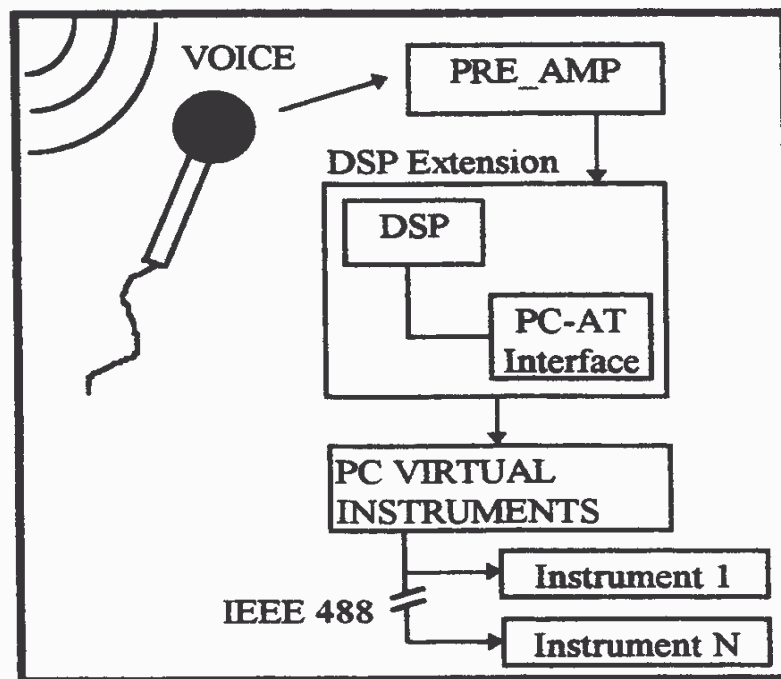 VOICE
PRE_AMP
DSP Extension
DSP
PC-AT
Interface
PC VIRTUAL
INSTRUMENTS
Instrument 1
IEEE 488
Instrument N